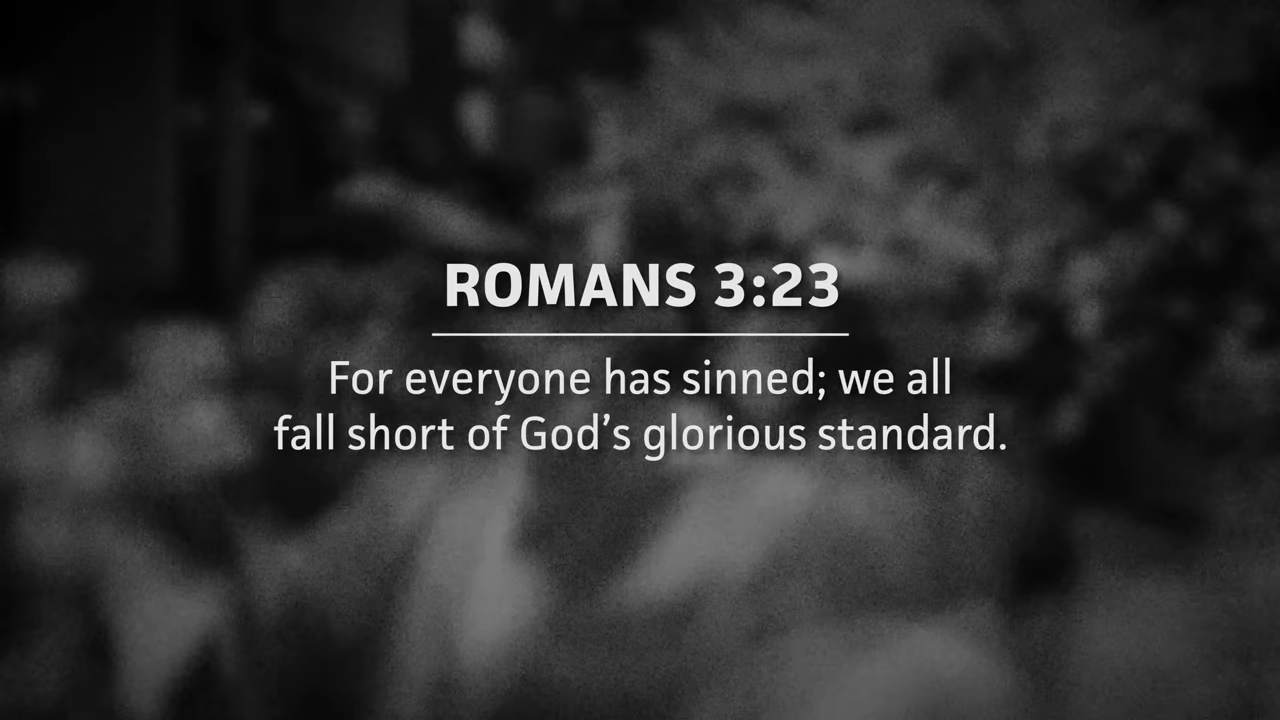 ROMANS 3:23
For everyone has sinned; we all
fall short of God’s glorious standard.